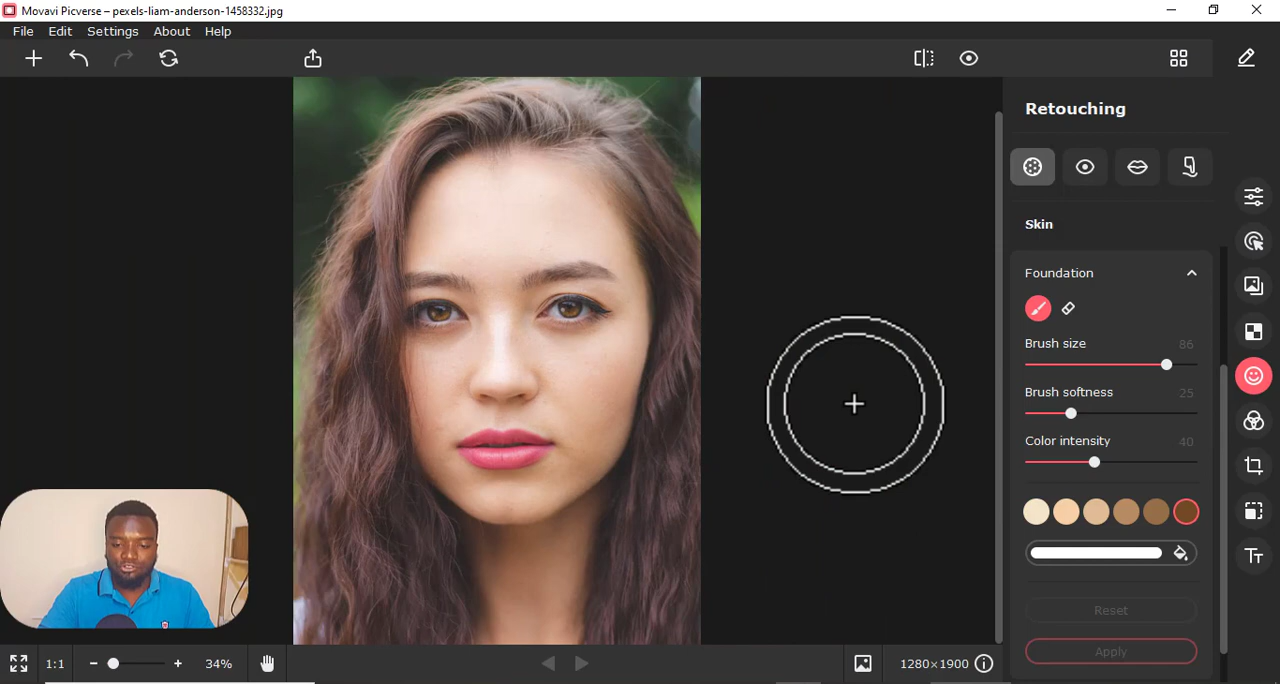 Movavi Picverse – pexels-liam-anderson-1458332.jpg
File Edit Settings About Help
Retouching
Skin
Foundation
Brush size 86
Brush softness 25
Color intensity 40
Reset
Apply
1:1 34% 1280×1900
TT